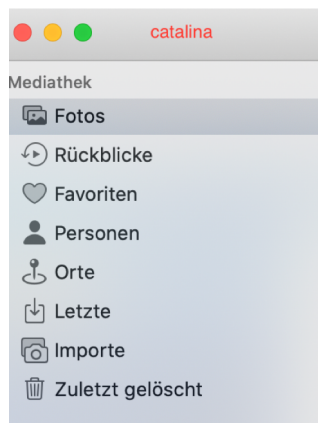 catalina
Mediathek
Fotos
Rückblicke
Favoriten
Personen
Orte
Letzte
Importe
Zuletzt gelöscht